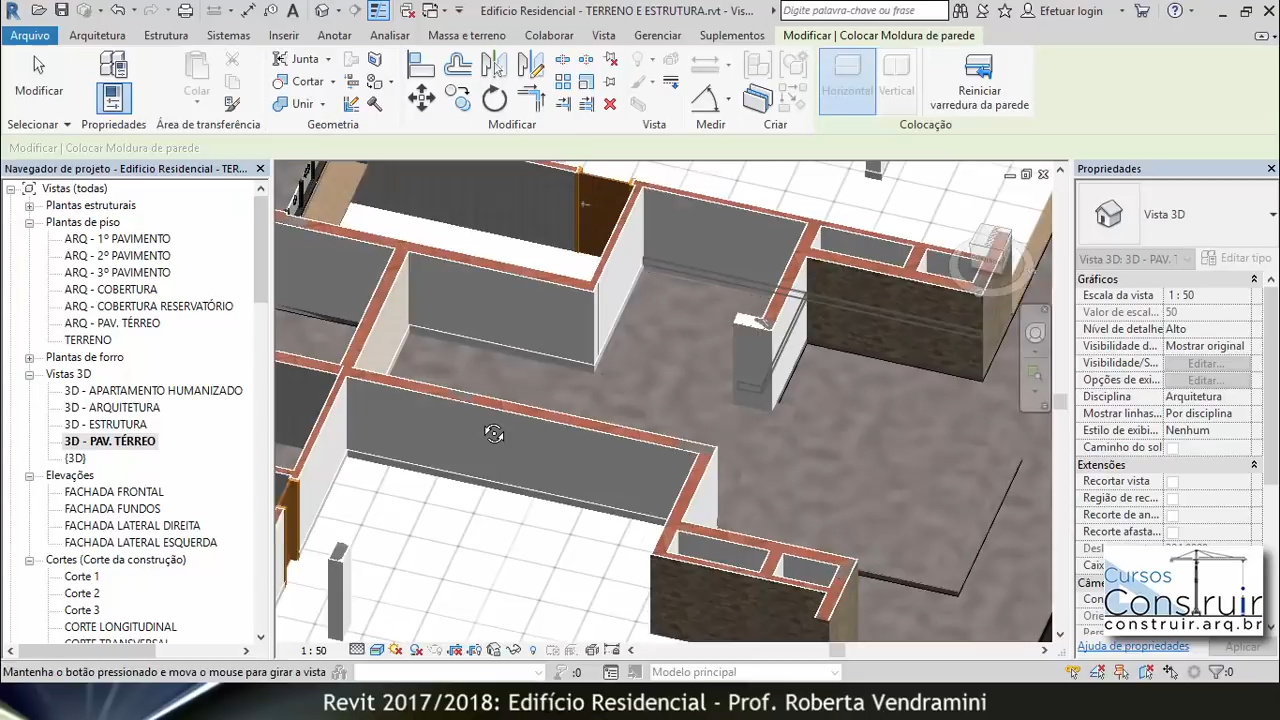 Edificio Residencial - TERRENO E ESTRUTURA.rvt - Vis...
Digite palavra-chave ou frase
Efetuar login
Arquivo
Arquitetura
Estrutura
Sistemas
Inserir
Anotar
Analisar
Massa e terreno
Colaborar
Vista
Gerenciar
Suplementos
Modificar | Colocar Moldura de parede
Modificar
Colar
Junta
Cortar
Unir
Horizontal
Vertical
Reiniciar
varredura da parede
Selecionar
Propriedades
Área de transferência
Geometria
Modificar
Vista
Medir
Criar
Colocação
Modificar | Colocar Moldura de parede
Navegador de projeto - Edificio Residencial - TER...
Vistas (todas)
Plantas estruturais
Plantas de piso
ARQ - 1º PAVIMENTO
ARQ - 2º PAVIMENTO
ARQ - 3º PAVIMENTO
ARQ - COBERTURA
ARQ - COBERTURA RESERVATÓRIO
ARQ - PAV. TÉRREO
TERRENO
Plantas de forro
Vistas 3D
3D - APARTAMENTO HUMANIZADO
3D - ARQUITETURA
3D - ESTRUTURA
3D - PAV. TÉRREO
{3D}
Elevações
FACHADA FRONTAL
FACHADA FUNDOS
FACHADA LATERAL DIREITA
FACHADA LATERAL ESQUERDA
Cortes (Corte da construção)
Corte 1
Corte 2
Corte 3
CORTE LONGITUDINAL
CORTE TRANSVERSAL
Propriedades
Vista 3D
Vista 3D: 3D - PAV. T
Editar tipo
Gráficos
Escala da vista 1 : 50
Valor de escal... 50
Nível de detalhe Alto
Visibilidade d... Mostrar original
Visibilidade/S... Editar...
Opções de exi... Editar...
Disciplina Arquitetura
Mostrar linhas... Por disciplina
Estilo de exibi... Nenhum
Caminho do sol
Extensões
Recortar vista
Região de rec...
Recorte de an...
Recorte afasta...
Cursos
Construir
construir.arq.br
Ajuda de propriedades
Aplicar
1 : 50
Mantenha o botão pressionado e move o mouse para girar a vista
:0
Modelo principal
:0
Revit 2017/2018: Edifício Residencial - Prof. Roberta Vendramini